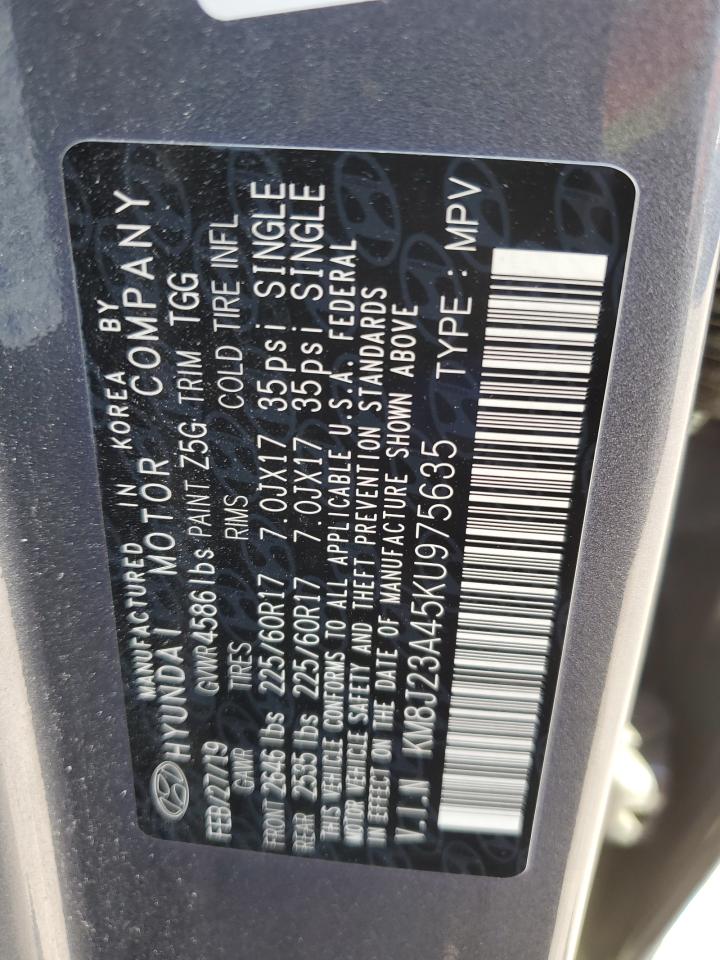 MANUFACTURED IN KOREA BY
HYUNDAI MOTOR COMPANY
FEB/27/19 GWR 4586lbs PAINT Z5G TRIM TGG
GAWR TIRES RIMS COLD TIRE INFL
FRONT 2646 lbs 225/60R17 7.0JX17 35psi SINGLE
REAR 2535 lbs 225/60R17 7.0JX17 35psi SINGLE
THIS VEHICLE CONFORMS TO ALL APPLICABLE U.S.A. FEDERAL
MOTOR VEHICLE SAFETY AND THEFT PREVENTION STANDARDS
IN EFFECT ON THE DATE OF MANUFACTURE SHOWN ABOVE
V.I.N KM8J23A45KU975635 TYPE : MPV